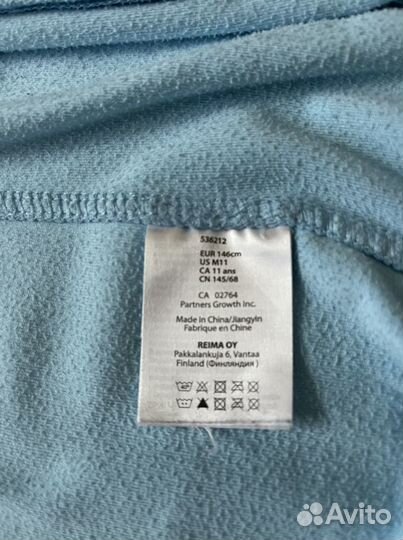 536212
EUR 146cm
US M11
CA 11 ans
CN 145/68
CA 02764
Partners Growth Inc.
Made in China/Jiangyin
Fabrique en Chine
REIMA OY
Pakkalankuja 6, Vantaa
Finland (Финляндия)
Avito